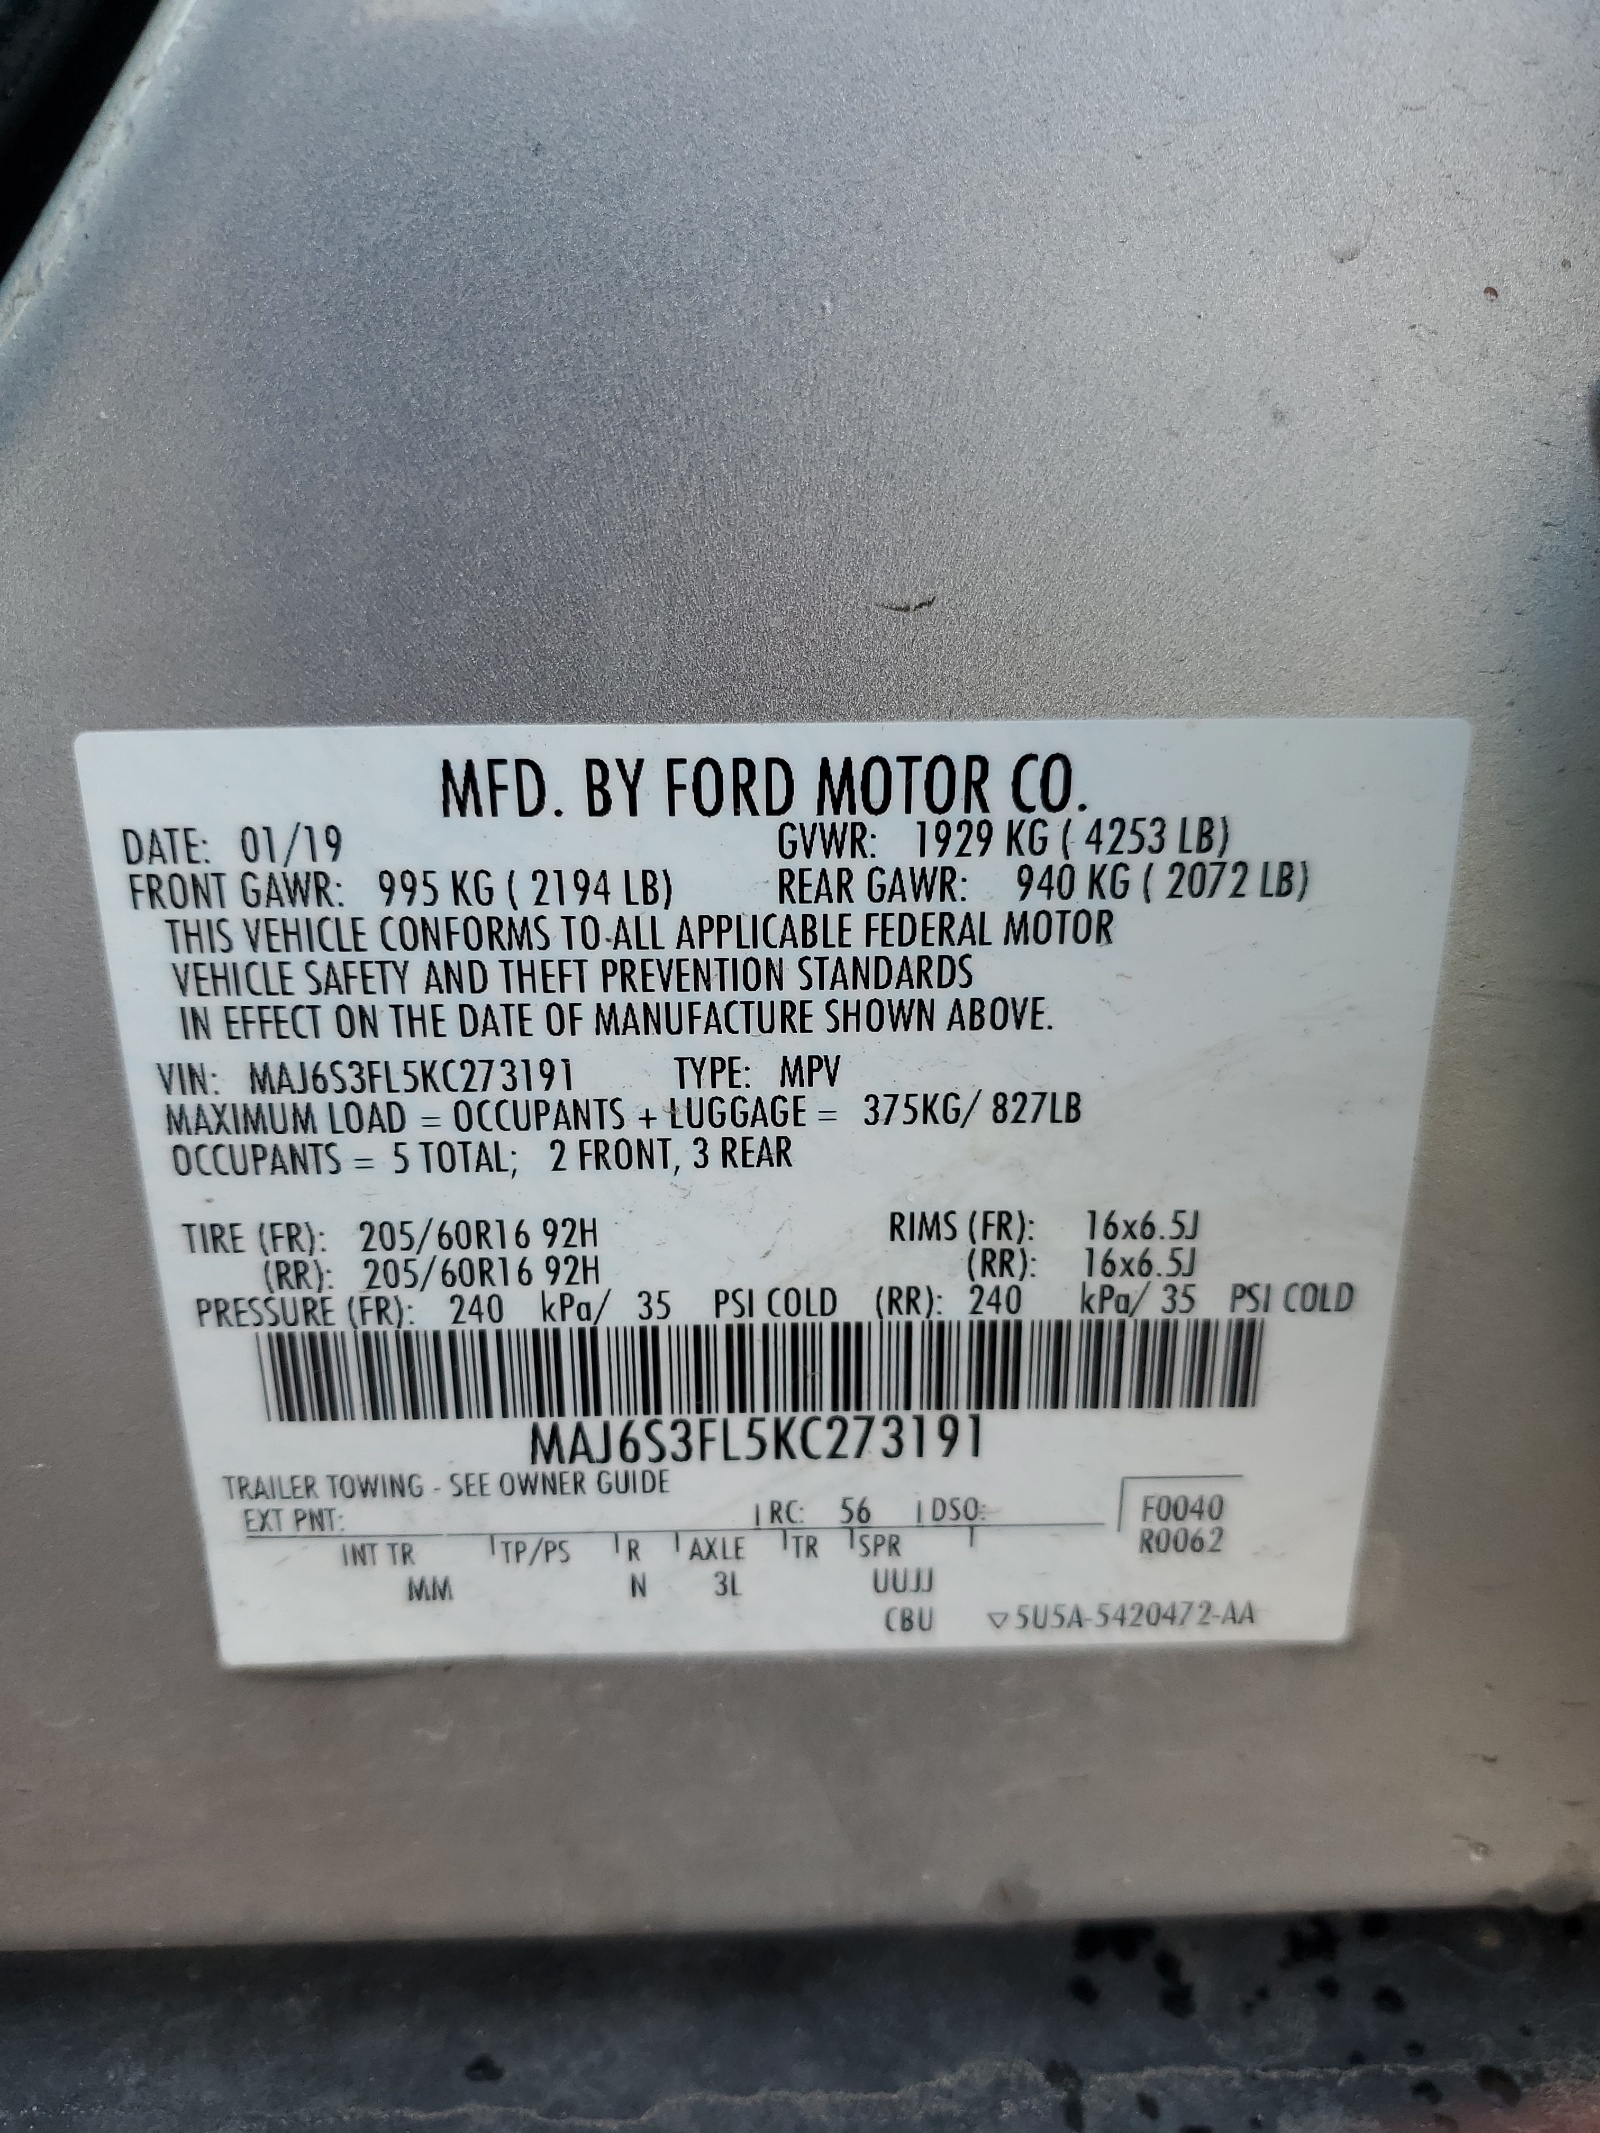 MFD. BY FORD MOTOR CO.
DATE: 01/19 GVWR: 1929 KG ( 4253 LB)
FRONT GAWR: 995 KG ( 2194 LB) REAR GAWR: 940 KG ( 2072 LB)
THIS VEHICLE CONFORMS TO ALL APPLICABLE FEDERAL MOTOR
VEHICLE SAFETY AND THEFT PREVENTION STANDARDS
IN EFFECT ON THE DATE OF MANUFACTURE SHOWN ABOVE.
VIN: MAJ6S3FL5KC273191 TYPE: MPV
MAXIMUM LOAD = OCCUPANTS + LUGGAGE = 375KG/ 827LB
OCCUPANTS = 5 TOTAL; 2 FRONT, 3 REAR
TIRE (FR): 205/60R16 92H RIMS (FR): 16x6.5J
(RR): 205/60R16 92H (RR): 16x6.5J
PRESSURE (FR): 240 kPa/ 35 PSI COLD (RR): 240 kPa/ 35 PSI COLD
MAJ6S3FL5KC273191
TRAILER TOWING - SEE OWNER GUIDE
EXT PNT: RC: 56 DSO: F0040
R0062
INT TR TP/PS R AXLE TR SPR
MM N 3L UUJJ
CBU ▽5U5A-5420472-AA